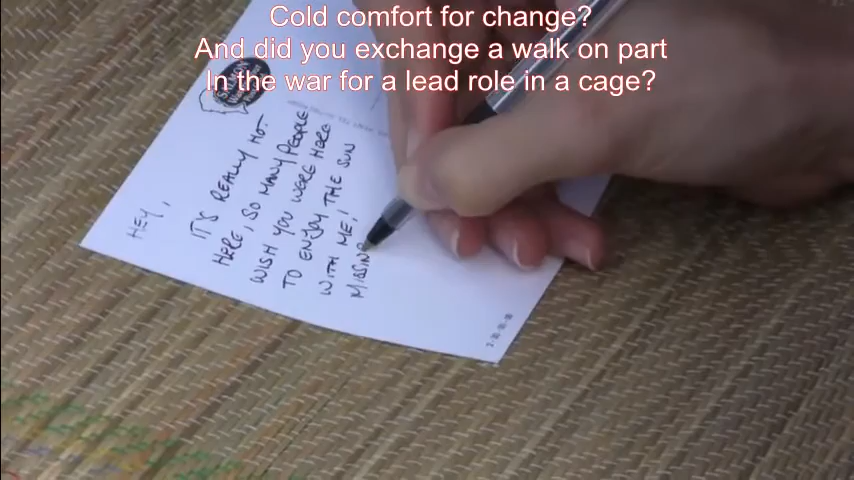 Cold comfort for change?
And did you exchange a walk on part
In the war for a lead role in a cage?
HEY,
IT'S REALLY HOT
HERE, SO MANY PEOPLE
WISH YOU WERE HERE
TO ENJOY THE SUN
WITH ME!
MISSING